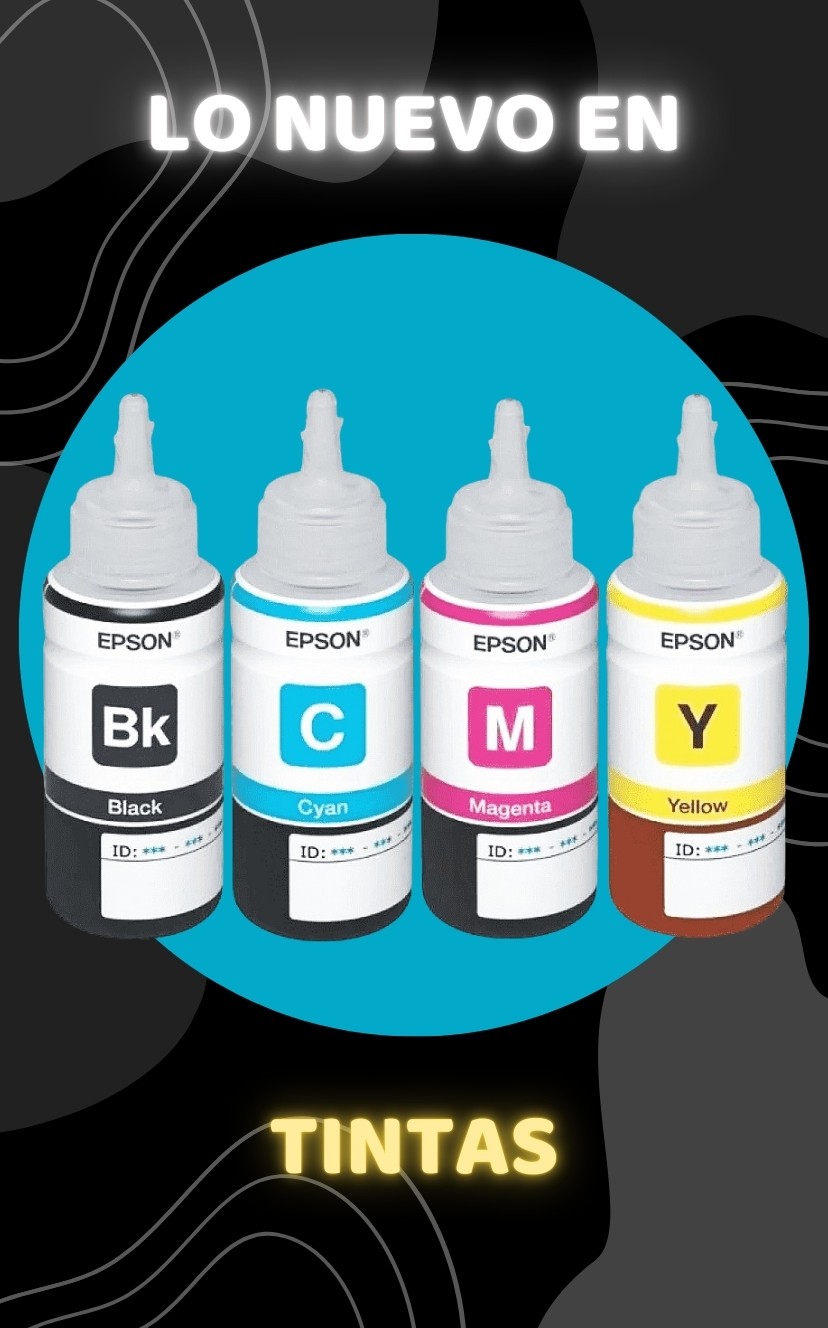 LO NUEVO EN
EPSON® EPSON® EPSON® EPSON®
Bk C M Y
Black Cyan Magenta Yellow
ID: *** - *** - ID: *** - *** - ID: *** - *** - ID: *** - *** -
TINTAS